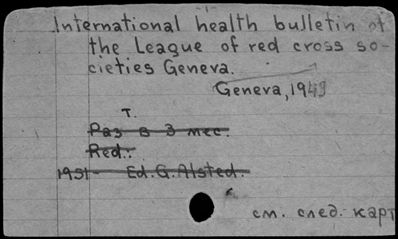 International health bulletin of
the League of red cross so-
cieties Geneva.
Geneva, 1949
T.
Раз в 3 мес.
Red.:
1951- Ed. G. Alsted.
см. след. карт